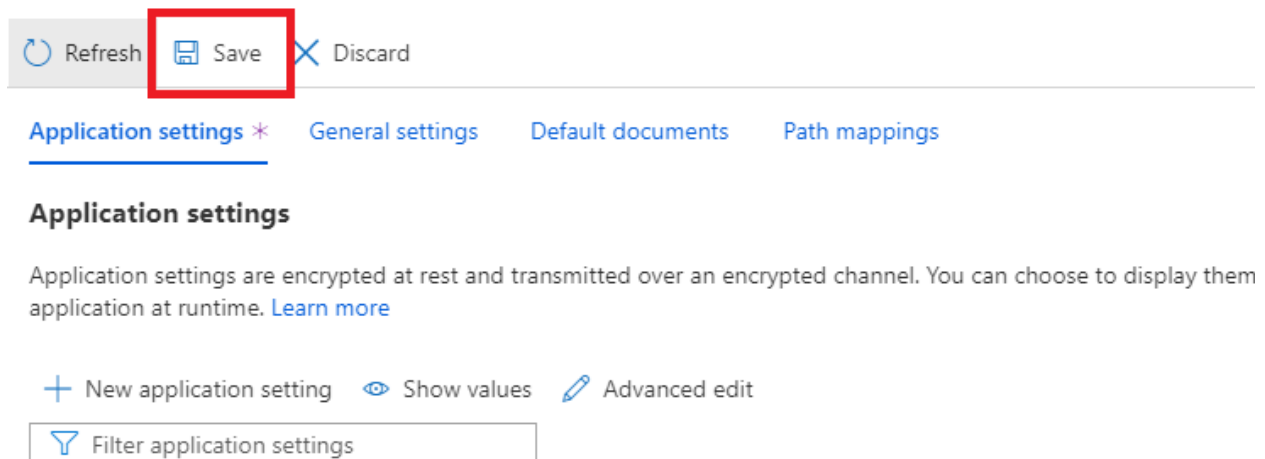 Refresh Save Discard
Application settings * General settings Default documents Path mappings
Application settings
Application settings are encrypted at rest and transmitted over an encrypted channel. You can choose to display them
application at runtime. Learn more
New application setting Show values Advanced edit
Filter application settings